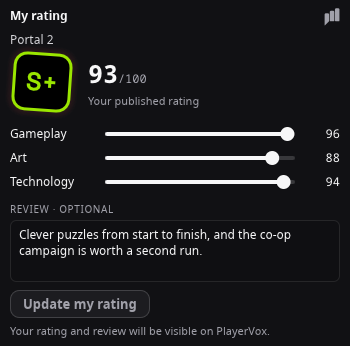 My rating
Portal 2
S+
93/100
Your published rating
Gameplay 96
Art 88
Technology 94
REVIEW · OPTIONAL
Clever puzzles from start to finish, and the co-op
campaign is worth a second run.
Update my rating
Your rating and review will be visible on PlayerVox.